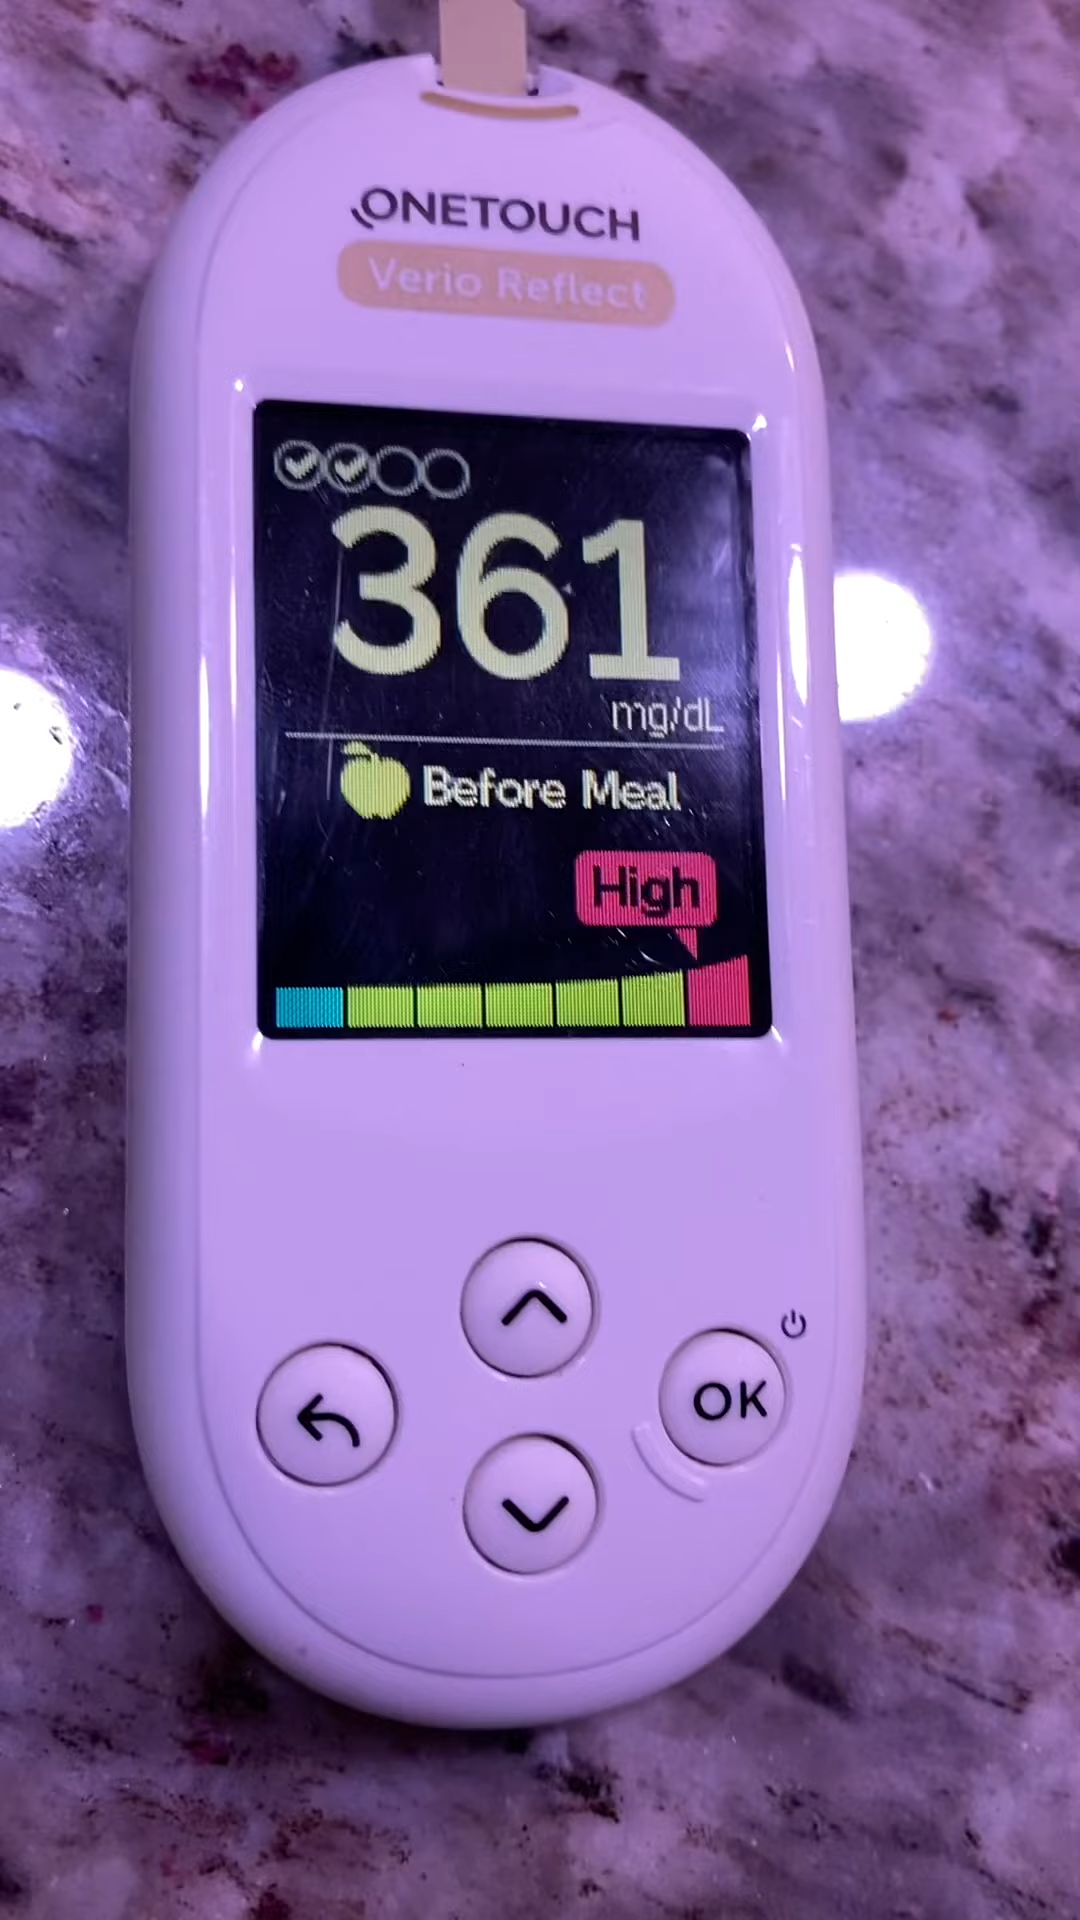 ONETOUCH
Verio Reflect
361
mg/dL
Before Meal
High
OK